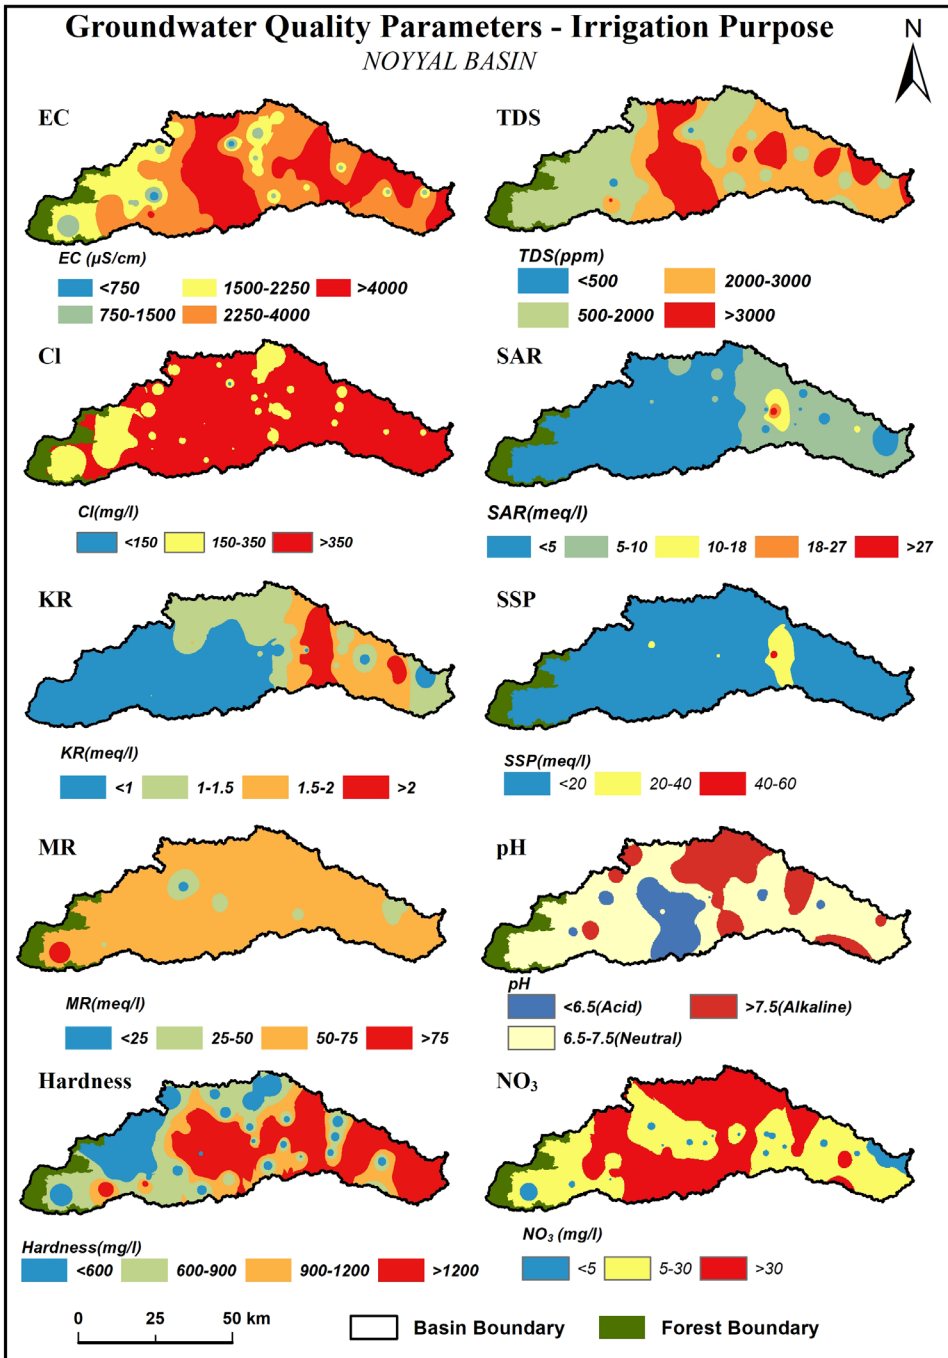 Groundwater Quality Parameters - Irrigation Purpose
NOYYAL BASIN
N
EC
EC (µS/cm)
<750
1500-2250
>4000
750-1500
2250-4000
TDS
TDS(ppm)
<500
2000-3000
500-2000
>3000
Cl
Cl(mg/l)
<150
150-350
>350
SAR
SAR(meq/l)
<5
5-10
10-18
18-27
>27
KR
KR(meq/l)
<1
1-1.5
1.5-2
>2
SSP
SSP(meq/l)
<20
20-40
40-60
MR
MR(meq/l)
<25
25-50
50-75
>75
pH
pH
<6.5(Acid)
>7.5(Alkaline)
6.5-7.5(Neutral)
Hardness
Hardness(mg/l)
<600
600-900
900-1200
>1200
NO₃
NO₃ (mg/l)
<5
5-30
>30
0 25 50 km
Basin Boundary
Forest Boundary